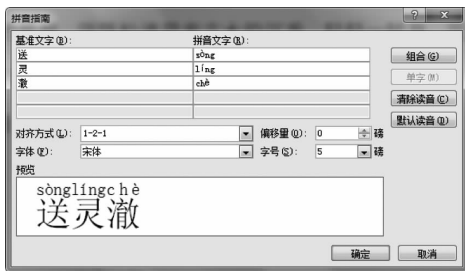 拼音指南
基准文字(B): 拼音文字(R):
送 sòng 组合(G)
灵 líng 单字(M)
澈 chè 清除读音(C)
默认读音(D)
对齐方式(L): 1-2-1 偏移量(O): 0 磅
字体(F): 宋体 字号(S): 5 磅
预览
sònglíngchè
送灵澈
确定 取消